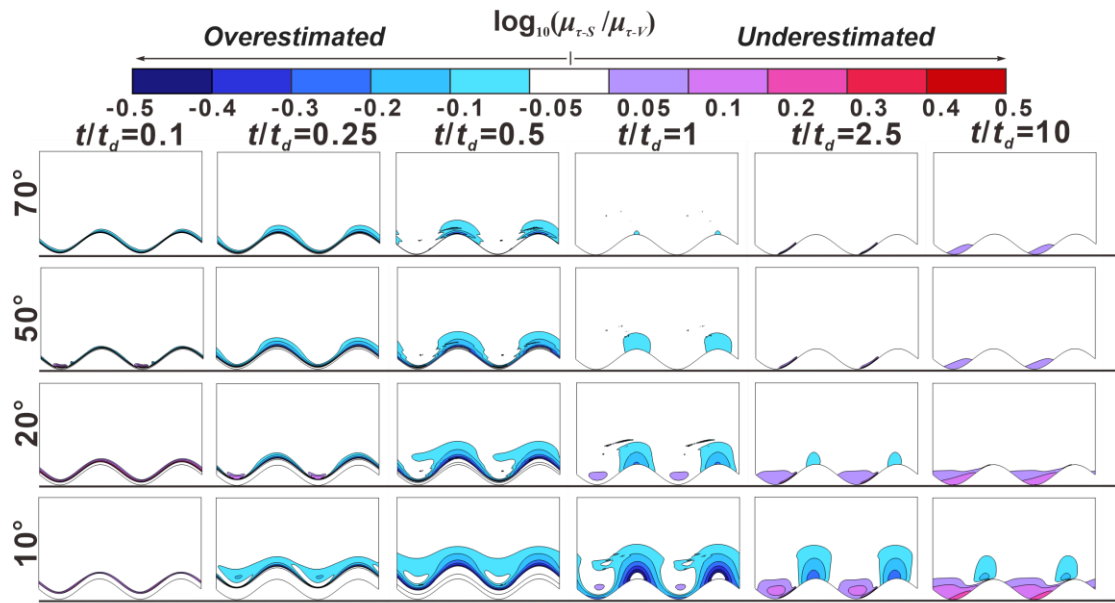 log₁₀(μτ-S /μτ-V)
Overestimated Underestimated
-0.5 -0.4 -0.3 -0.2 -0.1 -0.05 0.05 0.1 0.2 0.3 0.4 0.5
t/td=0.1 t/td=0.25 t/td=0.5 t/td=1 t/td=2.5 t/td=10
70°
50°
20°
10°